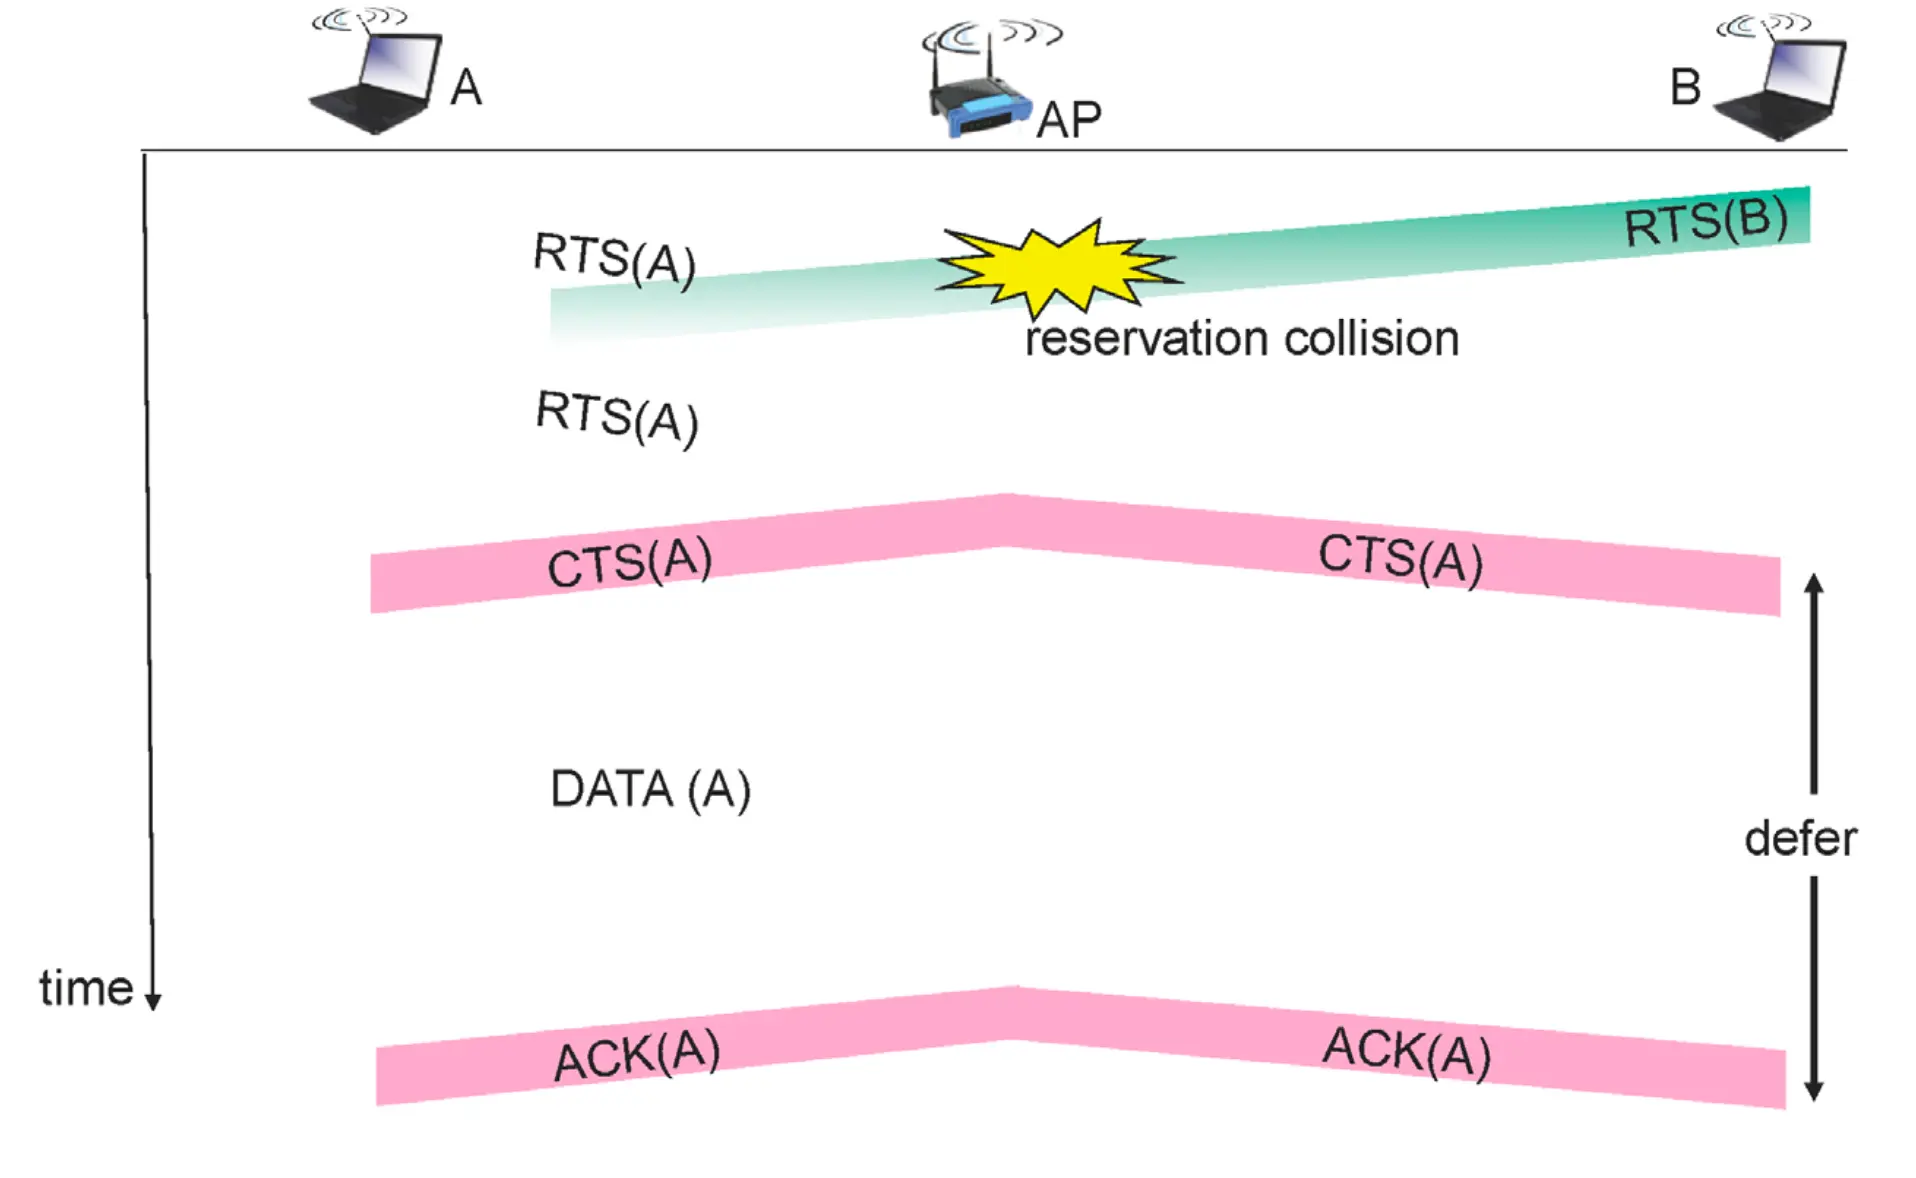 A
AP
B
RTS(A)
RTS(B)
reservation collision
RTS(A)
CTS(A)
CTS(A)
DATA (A)
defer
time
ACK(A)
ACK(A)